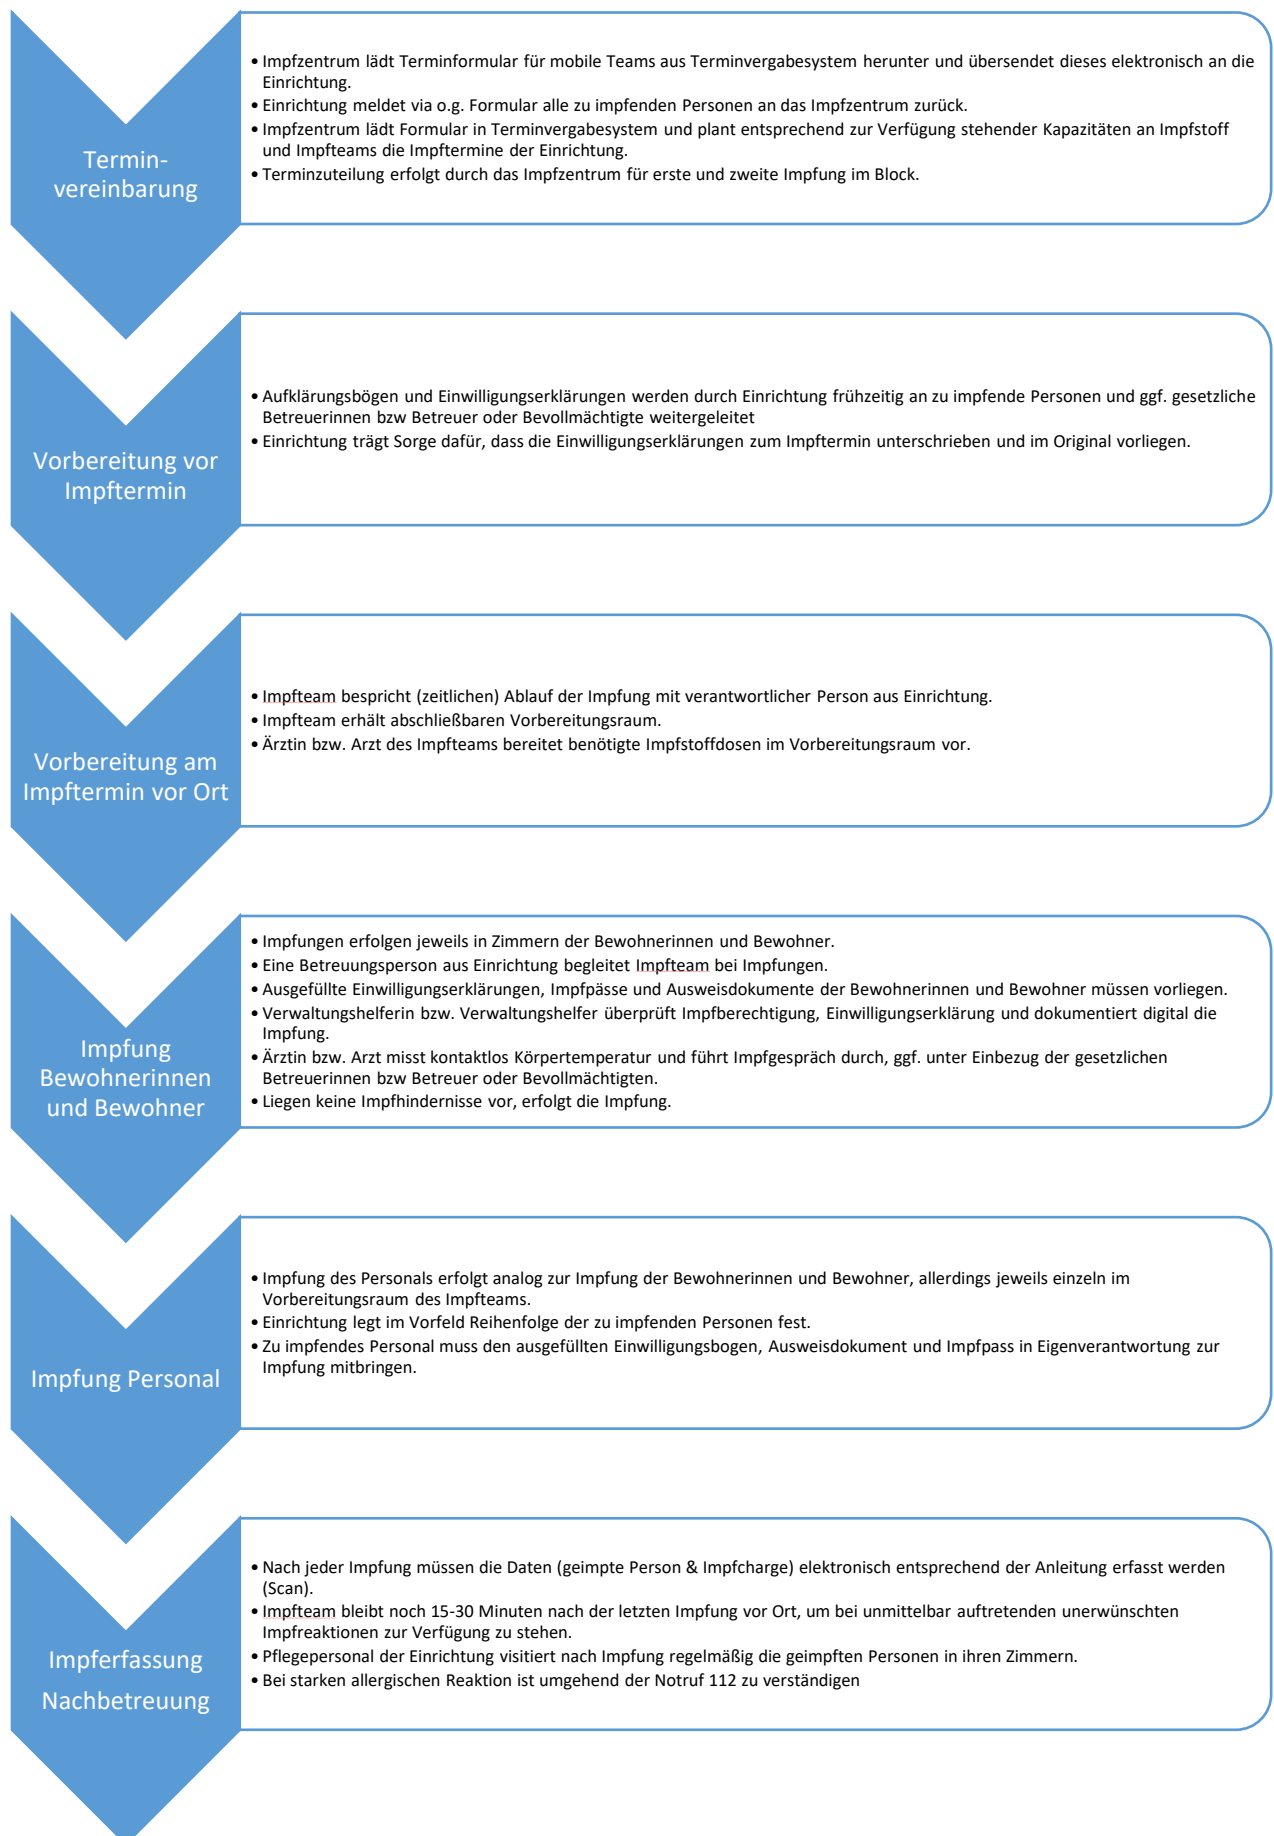 Termin-
vereinbarung
• Impfzentrum lädt Terminformular für mobile Teams aus Terminvergabesystem herunter und übersendet dieses elektronisch an die
Einrichtung.
• Einrichtung meldet via o.g. Formular alle zu impfenden Personen an das Impfzentrum zurück.
• Impfzentrum lädt Formular in Terminvergabesystem und plant entsprechend zur Verfügung stehender Kapazitäten an Impfstoff
und Impfteams die Impftermine der Einrichtung.
• Terminzuteilung erfolgt durch das Impfzentrum für erste und zweite Impfung im Block.
Vorbereitung vor
Impftermin
• Aufklärungsbögen und Einwilligungserklärungen werden durch Einrichtung frühzeitig an zu impfende Personen und ggf. gesetzliche
Betreuerinnen bzw Betreuer oder Bevollmächtigte weitergeleitet
• Einrichtung trägt Sorge dafür, dass die Einwilligungserklärungen zum Impftermin unterschrieben und im Original vorliegen.
Vorbereitung am
Impftermin vor Ort
• Impfteam bespricht (zeitlichen) Ablauf der Impfung mit verantwortlicher Person aus Einrichtung.
• Impfteam erhält abschließbaren Vorbereitungsraum.
• Ärztin bzw. Arzt des Impfteams bereitet benötigte Impfstoffdosen im Vorbereitungsraum vor.
Impfung
Bewohnerinnen
und Bewohner
• Impfungen erfolgen jeweils in Zimmern der Bewohnerinnen und Bewohner.
• Eine Betreuungsperson aus Einrichtung begleitet Impfteam bei Impfungen.
• Ausgefüllte Einwilligungserklärungen, Impfpässe und Ausweisdokumente der Bewohnerinnen und Bewohner müssen vorliegen.
• Verwaltungshelferin bzw. Verwaltungshelfer überprüft Impfberechtigung, Einwilligungserklärung und dokumentiert digital die
Impfung.
• Ärztin bzw. Arzt misst kontaktlos Körpertemperatur und führt Impfgespräch durch, ggf. unter Einbezug der gesetzlichen
Betreuerinnen bzw Betreuer oder Bevollmächtigten.
• Liegen keine Impfhindernisse vor, erfolgt die Impfung.
Impfung Personal
• Impfung des Personals erfolgt analog zur Impfung der Bewohnerinnen und Bewohner, allerdings jeweils einzeln im
Vorbereitungsraum des Impfteams.
• Einrichtung legt im Vorfeld Reihenfolge der zu impfenden Personen fest.
• Zu impfendes Personal muss den ausgefüllten Einwilligungsbogen, Ausweisdokument und Impfpass in Eigenverantwortung zur
Impfung mitbringen.
Impferfassung
Nachbetreuung
• Nach jeder Impfung müssen die Daten (geimpte Person & Impfcharge) elektronisch entsprechend der Anleitung erfasst werden
(Scan).
• Impfteam bleibt noch 15-30 Minuten nach der letzten Impfung vor Ort, um bei unmittelbar auftretenden unerwünschten
Impfreaktionen zur Verfügung zu stehen.
• Pflegepersonal der Einrichtung visitiert nach Impfung regelmäßig die geimpften Personen in ihren Zimmern.
• Bei starken allergischen Reaktion ist umgehend der Notruf 112 zu verständigen